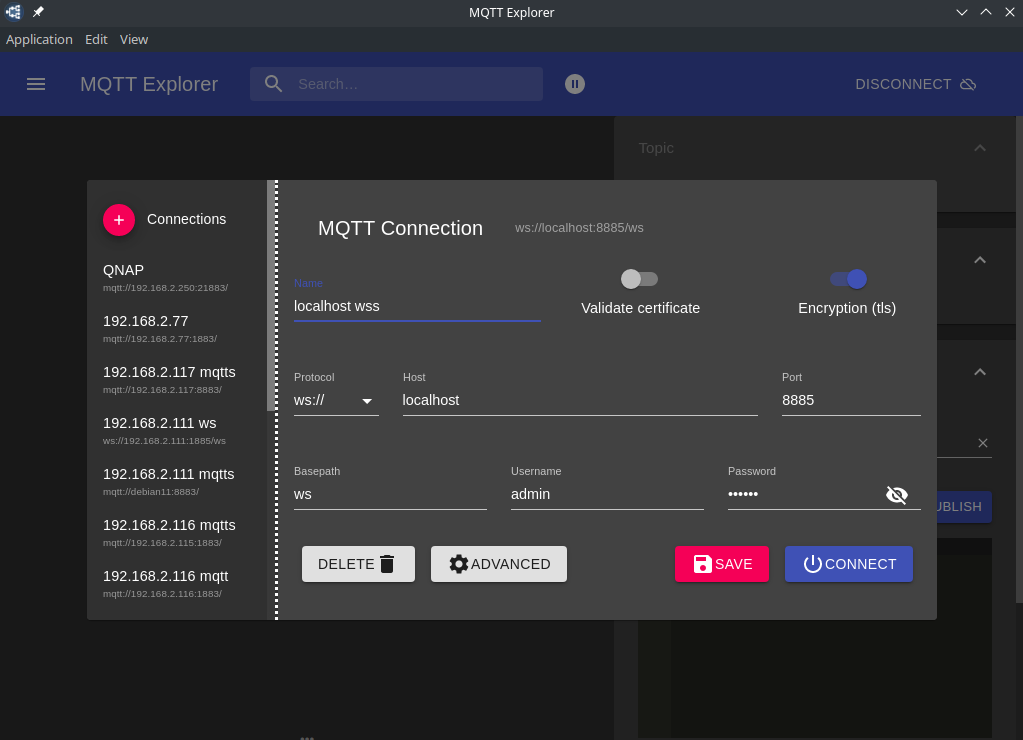 MQTT Explorer
Application Edit View
MQTT Explorer Search... DISCONNECT
Topic
Connections
QNAP
mqtt://192.168.2.250:21883/
192.168.2.77
mqtt://192.168.2.77:1883/
192.168.2.117 mqtts
mqtt://192.168.2.117:8883/
192.168.2.111 ws
ws://192.168.2.111:1885/ws
192.168.2.111 mqtts
mqtt://debian11:8883/
192.168.2.116 mqtts
mqtt://192.168.2.115:1883/
192.168.2.116 mqtt
mqtt://192.168.2.116:1883/
MQTT Connection ws://localhost:8885/ws
Name
localhost wss
Validate certificate
Encryption (tls)
Protocol Host Port
ws:// localhost 8885
Basepath Username Password
ws admin ••••••
DELETE ADVANCED SAVE CONNECT
UBLISH